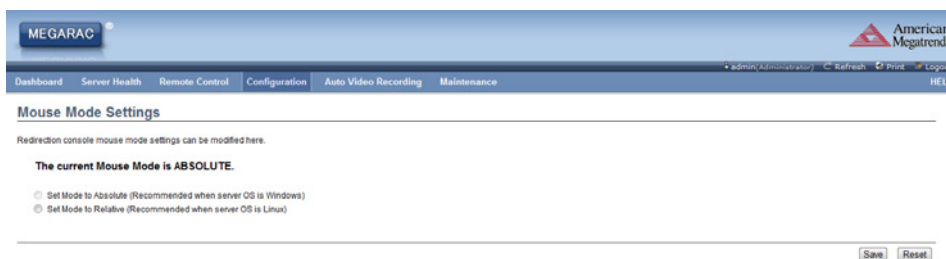 MEGARAC ®
American
Megatrend
admin(Administrator) Refresh Print Logou
Dashboard Server Health Remote Control Configuration Auto Video Recording Maintenance HEL
Mouse Mode Settings
Redirection console mouse mode settings can be modified here.
The current Mouse Mode is ABSOLUTE.
Set Mode to Absolute (Recommended when server OS is Windows)
Set Mode to Relative (Recommended when server OS is Linux)
Save Reset